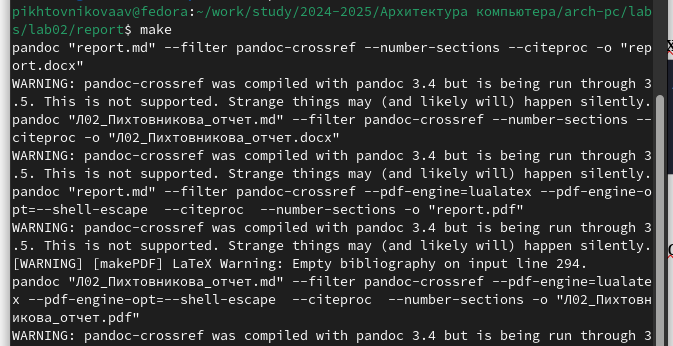 pikhtovnikovaav@fedora:~/work/study/2024-2025/Архитектура компьютера/arch-pc/lab
s/lab02/report$ make
pandoc "report.md" --filter pandoc-crossref --number-sections --citeproc -o "rep
ort.docx"
WARNING: pandoc-crossref was compiled with pandoc 3.4 but is being run through 3
.5. This is not supported. Strange things may (and likely will) happen silently.
pandoc "Л02_Пихтовникова_отчет.md" --filter pandoc-crossref --number-sections --
citeproc -o "Л02_Пихтовникова_отчет.docx"
WARNING: pandoc-crossref was compiled with pandoc 3.4 but is being run through 3
.5. This is not supported. Strange things may (and likely will) happen silently.
pandoc "report.md" --filter pandoc-crossref --pdf-engine=lualatex --pdf-engine-o
pt=--shell-escape  --citeproc  --number-sections -o "report.pdf"
WARNING: pandoc-crossref was compiled with pandoc 3.4 but is being run through 3
.5. This is not supported. Strange things may (and likely will) happen silently.
[WARNING] [makePDF] LaTeX Warning: Empty bibliography on input line 294.
pandoc "Л02_Пихтовникова_отчет.md" --filter pandoc-crossref --pdf-engine=lualate
x --pdf-engine-opt=--shell-escape  --citeproc  --number-sections -o "Л02_Пихтовн
икова_отчет.pdf"
WARNING: pandoc-crossref was compiled with pandoc 3.4 but is being run through 3